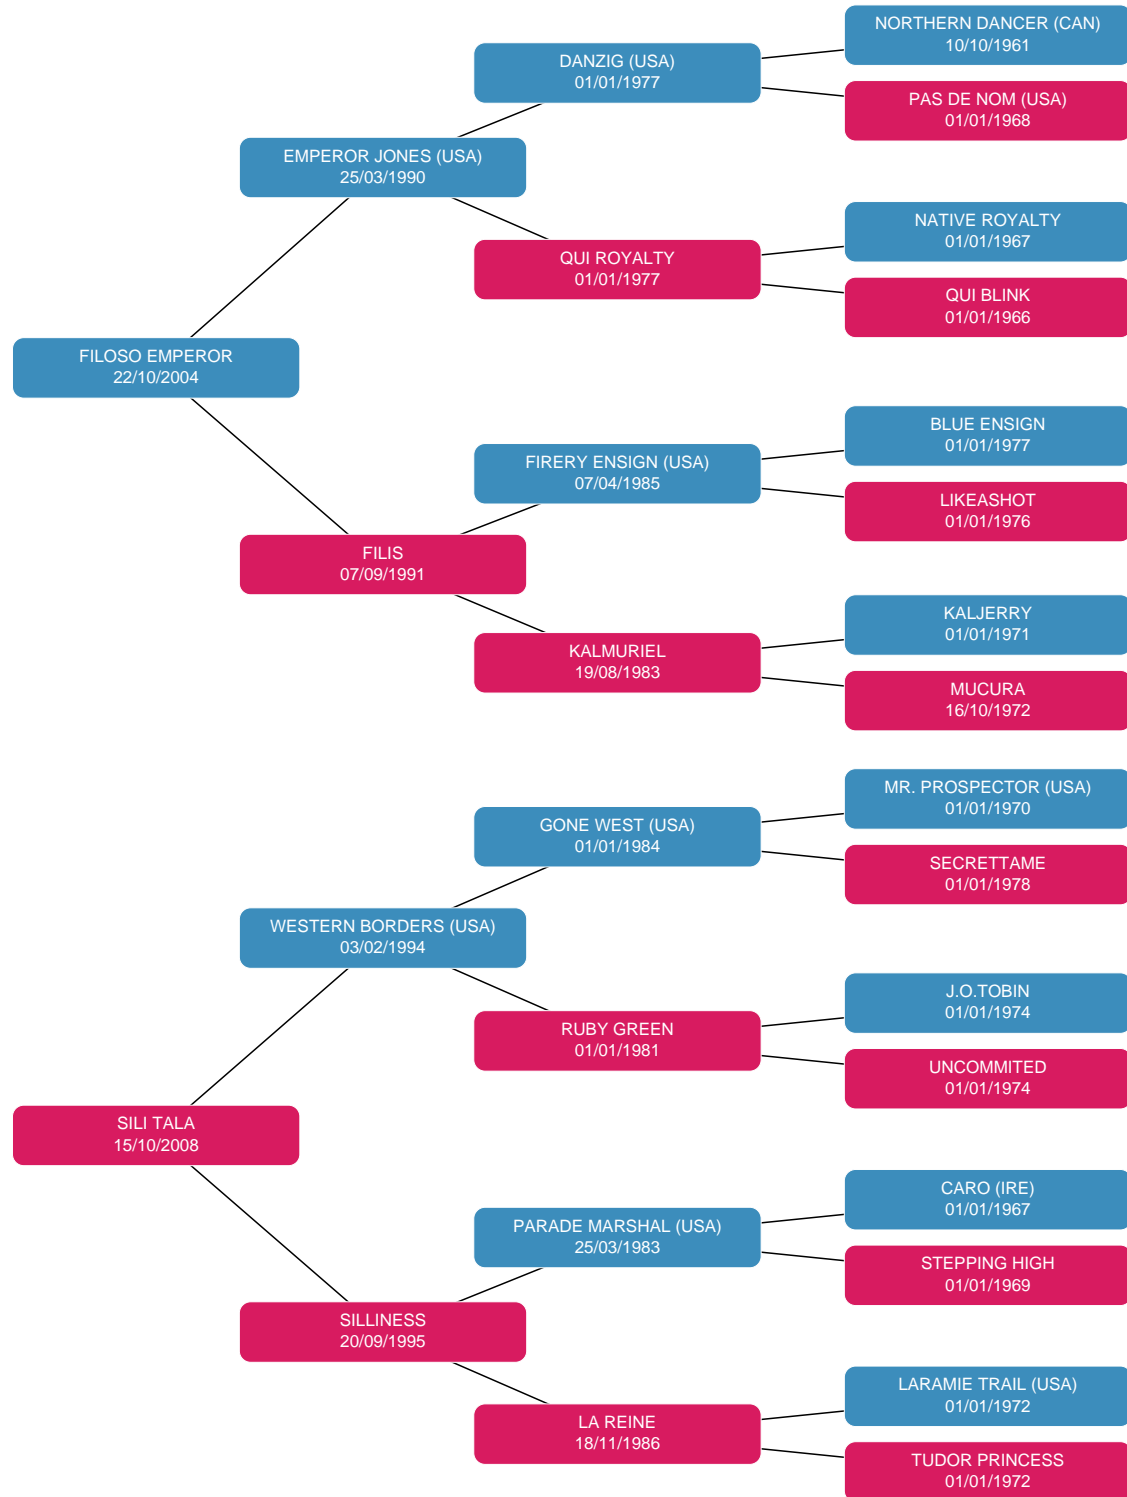 NORTHERN DANCER (CAN)
10/10/1961
DANZIG (USA)
01/01/1977
PAS DE NOM (USA)
01/01/1968
EMPEROR JONES (USA)
25/03/1990
NATIVE ROYALTY
01/01/1967
QUI ROYALTY
01/01/1977
QUI BLINK
01/01/1966
FILOSO EMPEROR
22/10/2004
BLUE ENSIGN
01/01/1977
FIRERY ENSIGN (USA)
07/04/1985
LIKEASHOT
01/01/1976
FILIS
07/09/1991
KALJERRY
01/01/1971
KALMURIEL
19/08/1983
MUCURA
16/10/1972
MR. PROSPECTOR (USA)
01/01/1970
GONE WEST (USA)
01/01/1984
SECRETTAME
01/01/1978
WESTERN BORDERS (USA)
03/02/1994
J.O.TOBIN
01/01/1974
RUBY GREEN
01/01/1981
UNCOMMITED
01/01/1974
SILI TALA
15/10/2008
CARO (IRE)
01/01/1967
PARADE MARSHAL (USA)
25/03/1983
STEPPING HIGH
01/01/1969
SILLINESS
20/09/1995
LARAMIE TRAIL (USA)
01/01/1972
LA REINE
18/11/1986
TUDOR PRINCESS
01/01/1972